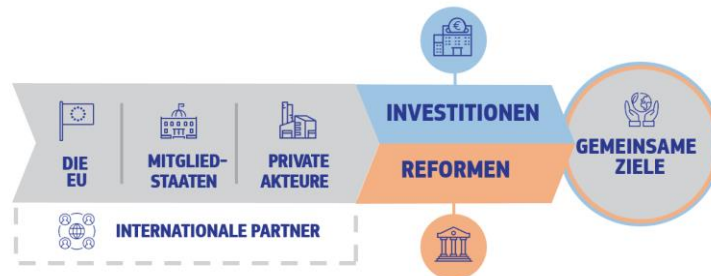 DIE
EU
MITGLIED-
STAATEN
PRIVATE
AKTEURE
INTERNATIONALE PARTNER
€
INVESTITIONEN
REFORMEN
GEMEINSAME
ZIELE